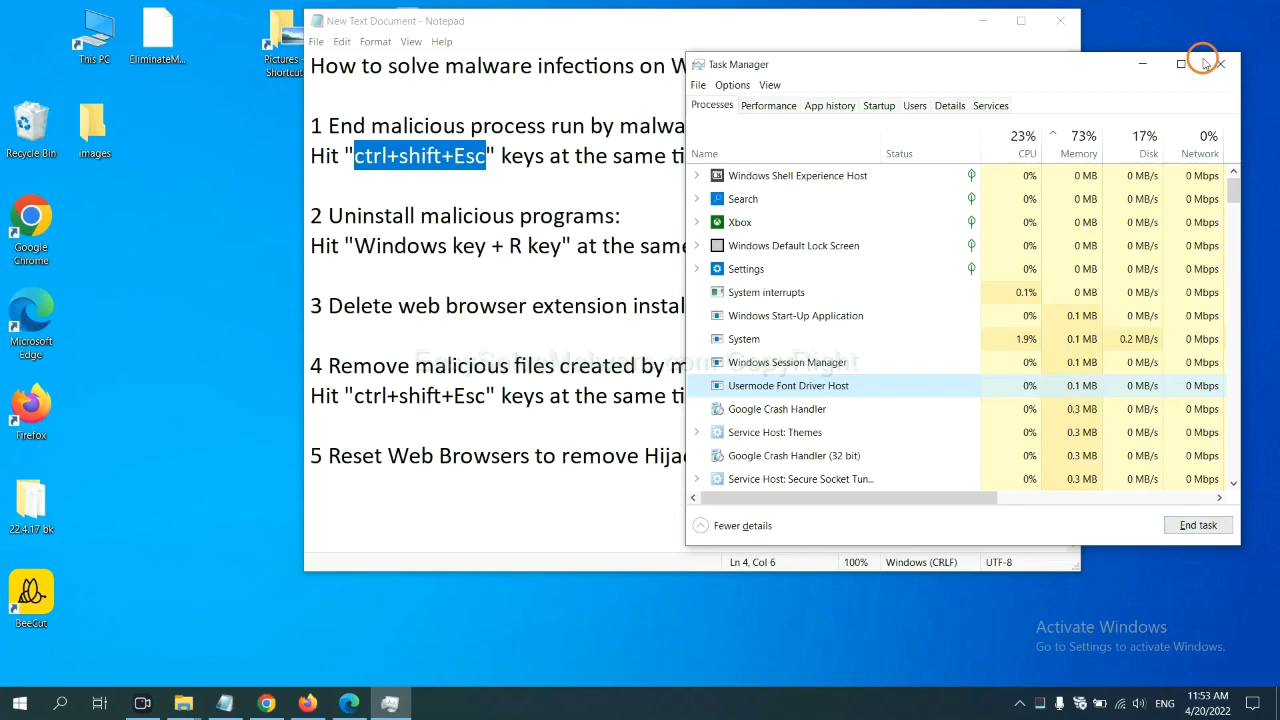 This PC
EliminateM...
Pictures - Shortcut
Recycle Bin
images
Google Chrome
Microsoft Edge
Firefox
22.4.17 bk
BeeCut
New Text Document - Notepad
File Edit Format View Help
How to solve malware infections on W
1 End malicious process run by malwa
Hit "ctrl+shift+Esc" keys at the same ti
2 Uninstall malicious programs:
Hit "Windows key + R key" at the same
3 Delete web browser extension instal
4 Remove malicious files created by m
Hit "ctrl+shift+Esc" keys at the same ti
5 Reset Web Browsers to remove Hija
Ln 4, Col 6 100% Windows (CRLF) UTF-8
Task Manager
File Options View
Processes Performance App history Startup Users Details Services
23% 73% 17% 0%
Name Status CPU Memory Disk Network
Windows Shell Experience Host 0% 0 MB 0 MB/s 0 Mbps
Search 0% 0 MB 0 MB/s 0 Mbps
Xbox 0% 0 MB 0 MB/s 0 Mbps
Windows Default Lock Screen 0% 0 MB 0 MB/s 0 Mbps
Settings 0% 0 MB 0 MB/s 0 Mbps
System interrupts 0.1% 0 MB 0 MB/s 0 Mbps
Windows Start-Up Application 0% 0.1 MB 0 MB/s 0 Mbps
System 1.9% 0.1 MB 0.2 MB/s 0 Mbps
Windows Session Manager 0% 0.1 MB 0 MB/s 0 Mbps
Usermode Font Driver Host 0% 0.1 MB 0 MB/s 0 Mbps
Google Crash Handler 0% 0.3 MB 0 MB/s 0 Mbps
Service Host: Themes 0% 0.3 MB 0 MB/s 0 Mbps
Google Crash Handler (32 bit) 0% 0.3 MB 0 MB/s 0 Mbps
Service Host: Secure Socket Tun... 0% 0.3 MB 0 MB/s 0 Mbps
Fewer details End task
Activate Windows
Go to Settings to activate Windows.
ENG
11:53 AM
4/20/2022